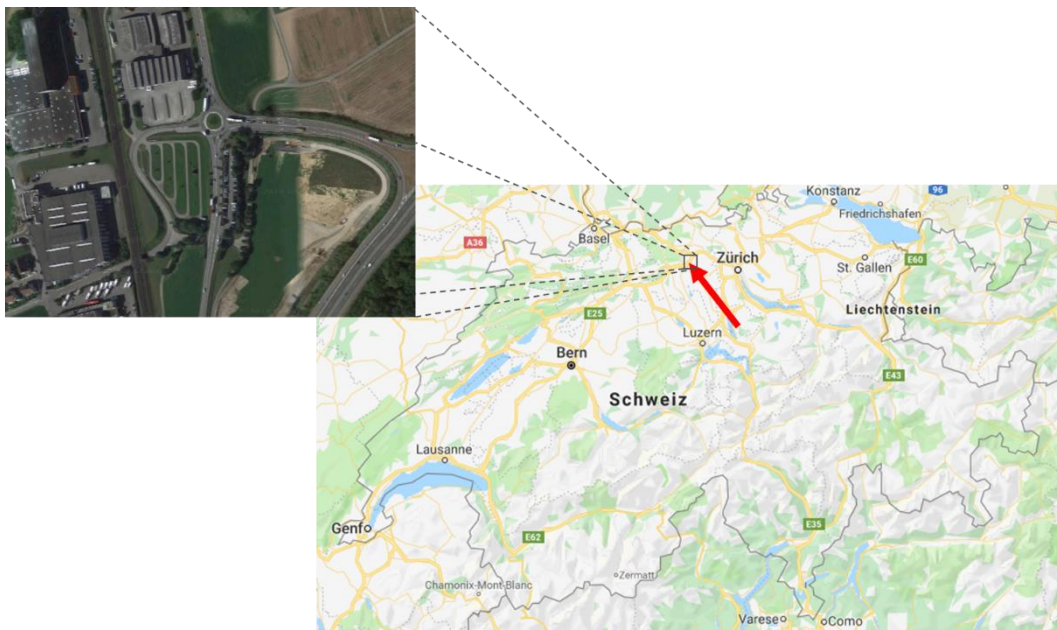 Konstanz
96
Friedrichshafen
Basel
A36
Zürich
St. Gallen
E60
Liechtenstein
E25
Luzern
Bern
E43
Schweiz
Lausanne
Genf
E35
E62
Zermatt
Chamonix-Mont-Blanc
Varese
Como